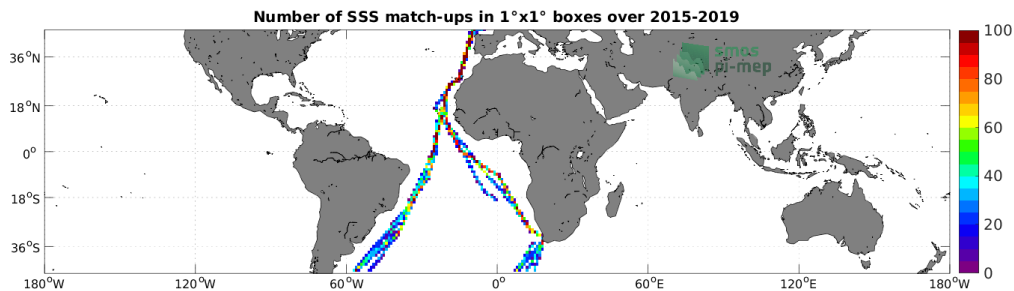 Number of SSS match-ups in 1°x1° boxes over 2015-2019
smos
pi-mep
36°N
18°N
0°
18°S
36°S
180°W
120°W
60°W
0°
60°E
120°E
180°W
100
80
60
40
20
0